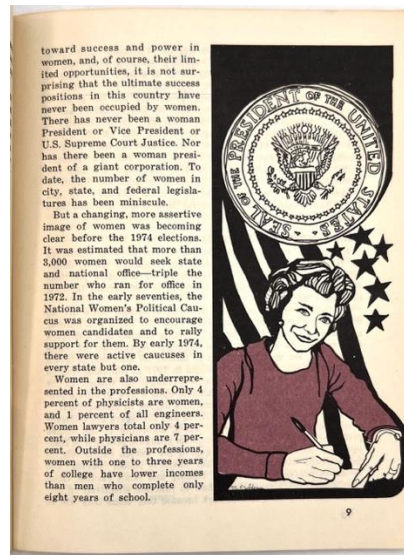 toward success and power in
women, and, of course, their lim-
ited opportunities, it is not sur-
prising that the ultimate success
positions in this country have
never been occupied by women.
There has never been a woman
President or Vice President or
U.S. Supreme Court Justice. Nor
has there been a woman presi-
dent of a giant corporation. To
date, the number of women in
city, state, and federal legisla-
tures has been miniscule.
But a changing, more assertive
image of women was becoming
clear before the 1974 elections.
It was estimated that more than
3,000 women would seek state
and national office—triple the
number who ran for office in
1972. In the early seventies, the
National Women's Political Cau-
cus was organized to encourage
women candidates and to rally
support for them. By early 1974,
there were active caucuses in
every state but one.
Women are also underrepre-
sented in the professions. Only 4
percent of physicists are women,
and 1 percent of all engineers.
Women lawyers total only 4 per-
cent, while physicians are 7 per-
cent. Outside the professions,
women with one to three years
of college have lower incomes
than men who complete only
eight years of school.
SEAL OF THE PRESIDENT OF THE UNITED STATES
9